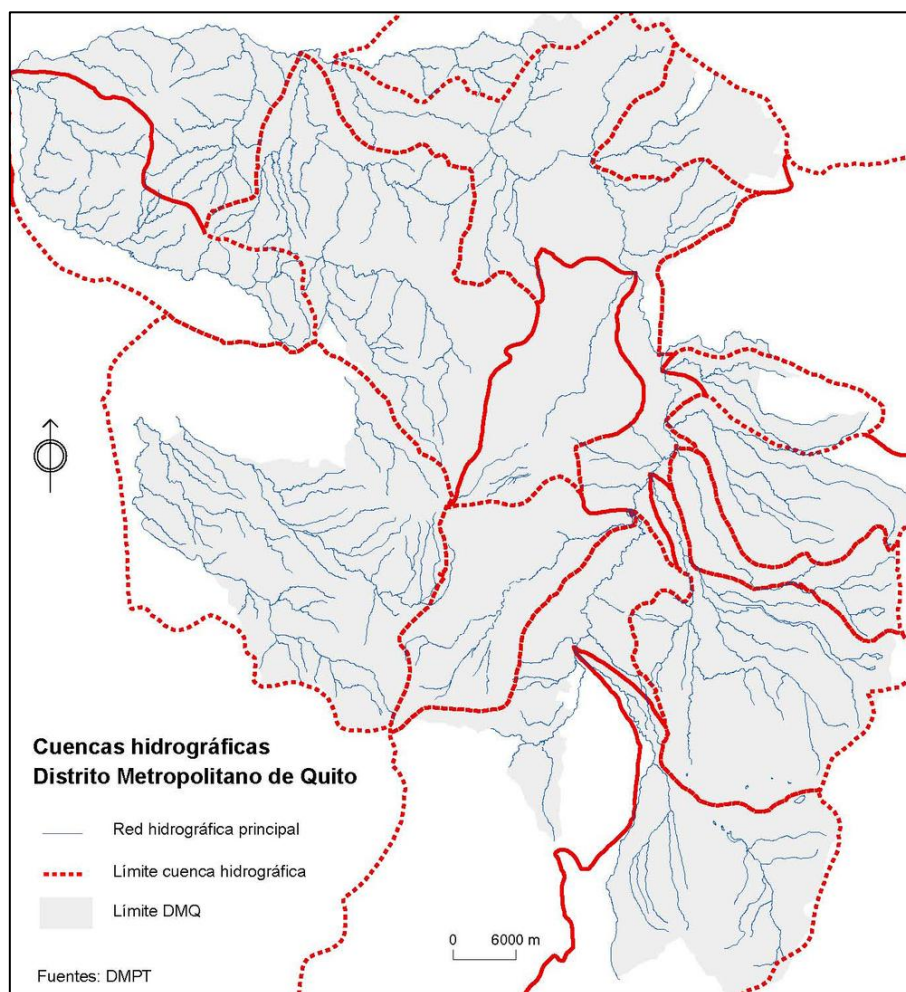 Cuencas hidrográficas
Distrito Metropolitano de Quito
Red hidrográfica principal
Límite cuenca hidrográfica
Límite DMQ
0 6000 m
Fuentes: DMPT